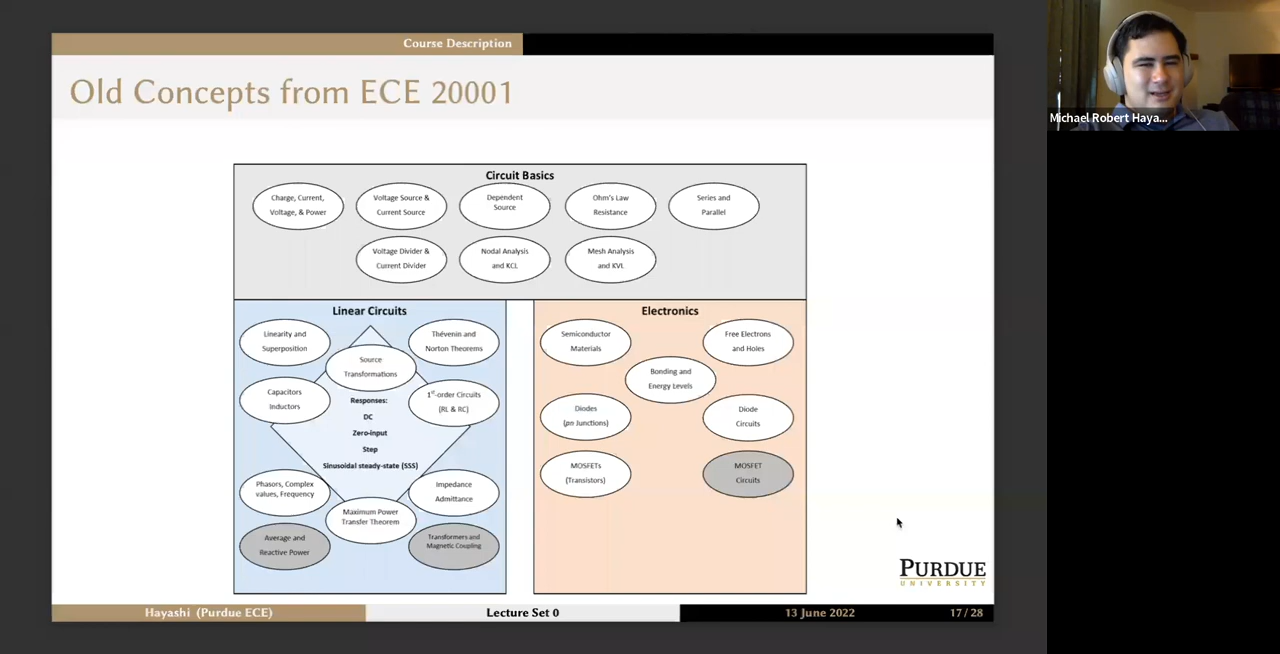 Course Description
Old Concepts from ECE 20001
Michael Robert Haya...
Circuit Basics
Charge, Current,
Voltage, & Power
Voltage Source &
Current Source
Dependent
Source
Ohm's Law
Resistance
Series and
Parallel
Voltage Divider &
Current Divider
Nodal Analysis
and KCL
Mesh Analysis
and KVL
Linear Circuits
Linearity and
Superposition
Thévenin and
Norton Theorems
Source
Transformations
Capacitors
Inductors
1st-order Circuits
(RL & RC)
Responses:
DC
Zero-input
Step
Sinusoidal steady-state (SSS)
Phasors, Complex
values, Frequency
Impedance
Admittance
Maximum Power
Transfer Theorem
Average and
Reactive Power
Transformers and
Magnetic Coupling
Electronics
Semiconductor
Materials
Free Electrons
and Holes
Bonding and
Energy Levels
Diodes
(pn Junctions)
Diode
Circuits
MOSFETs
(Transistors)
MOSFET
Circuits
PURDUE
UNIVERSITY
Hayashi (Purdue ECE)
Lecture Set 0
13 June 2022
17 / 28